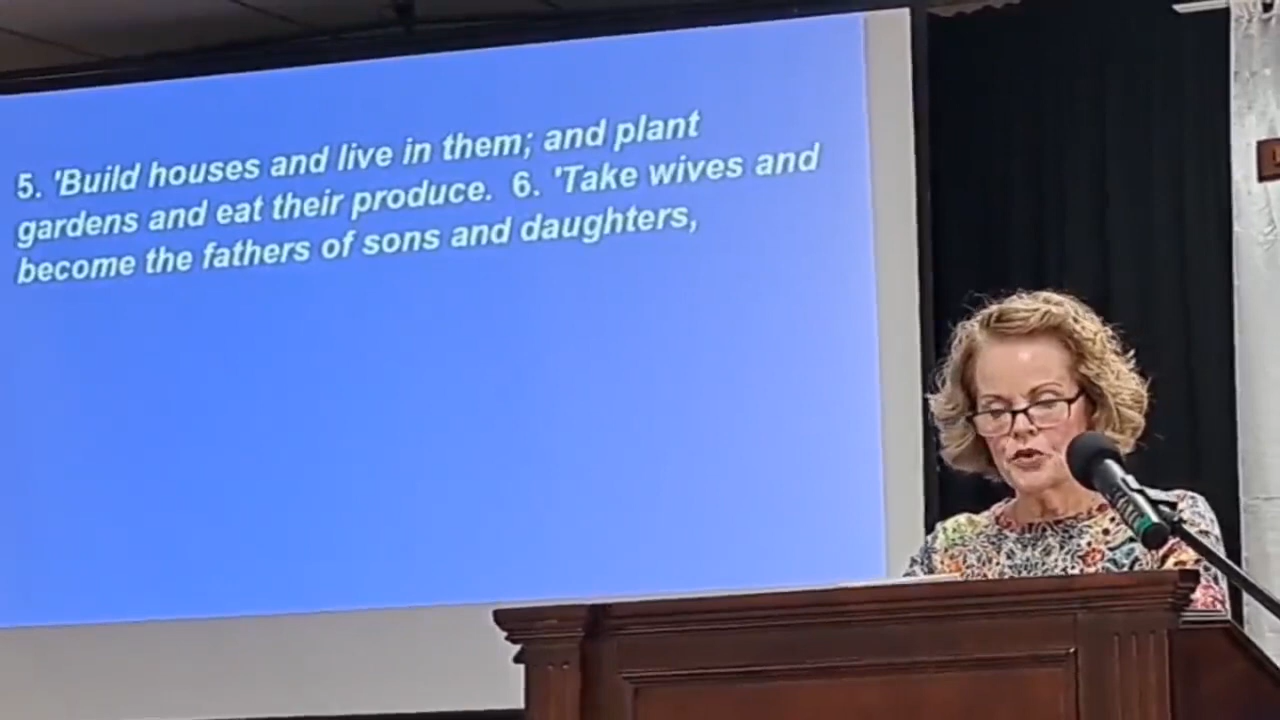 5. 'Build houses and live in them; and plant
gardens and eat their produce. 6. 'Take wives and
become the fathers of sons and daughters,